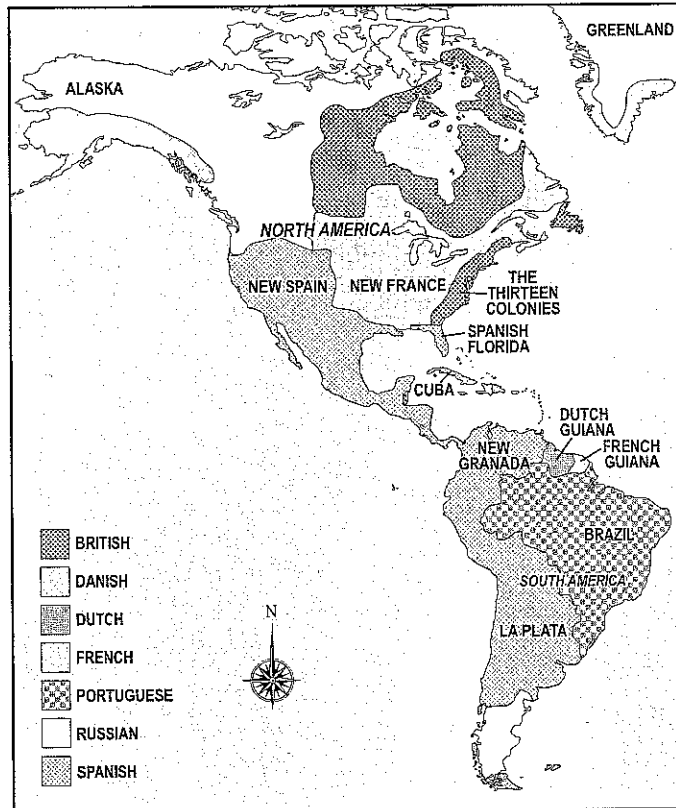 GREENLAND
ALASKA
NORTH AMERICA
NEW SPAIN
NEW FRANCE
THE
THIRTEEN
COLONIES
SPANISH
FLORIDA
CUBA
DUTCH
GUIANA
NEW
GRANADA
FRENCH
GUIANA
BRAZIL
SOUTH AMERICA
LA PLATA
BRITISH
DANISH
DUTCH
FRENCH
PORTUGUESE
RUSSIAN
SPANISH
N